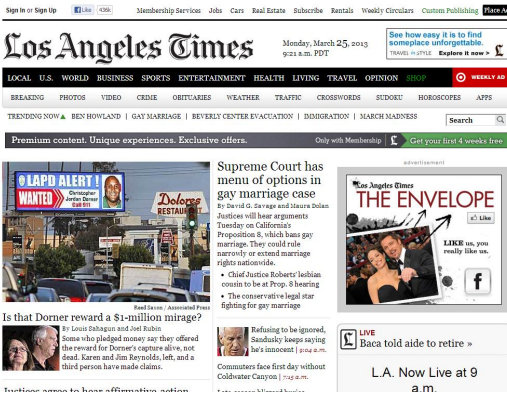 Sign In or Sign Up
Like 436k
Membership Services Jobs Cars Real Estate Subscribe Rentals Weekly Circulars Custom Publishing Place A
Los Angeles Times
Monday, March 25, 2013
9:21 a.m. PDT
See how easy it is to find
someplace unforgettable.
TRAVEL STYLE Explore it now >
LOCAL U.S. WORLD BUSINESS SPORTS ENTERTAINMENT HEALTH LIVING TRAVEL OPINION SHOP
WEEKLY AD
BREAKING PHOTOS VIDEO CRIME OBITUARIES WEATHER TRAFFIC CROSSWORDS SUDOKU HOROSCOPES APPS
TRENDING NOW BEN HOWLAND | GAY MARRIAGE | BEVERLY CENTER EVACUATION | IMMIGRATION | MARCH MADNESS
Search
Premium content. Unique experiences. Exclusive offers.
Only with Membership
Get your first 4 weeks free
LAPD ALERT!
WANTED
Christopher
Jordan Dorner
Call 911
Dolores
RESTAURANT
Reed Saxon / Associated Press
Is that Dorner reward a $1-million mirage?
By Louis Sahagun and Joel Rubin
Some who pledged money say they offered
the reward for Dorner's capture alive, not
dead. Karen and Jim Reynolds, left, and a
third person have made claims.
Justices agree to hear affirmative-action
Supreme Court has
menu of options in
gay marriage case
By David G. Savage and Maura Dolan
Justices will hear arguments
Tuesday on California's
Proposition 8, which bans gay
marriage. They could rule
narrowly or extend marriage
rights nationwide.
• Chief Justice Roberts' lesbian
cousin to be at Prop. 8 hearing
• The conservative legal star
fighting for gay marriage
Refusing to be ignored,
Sandusky keeps saying
he's innocent | 9:04 a.m.
Commuters face first day without
Coldwater Canyon | 7:15 a.m.
advertisement
Los Angeles Times
THE ENVELOPE
Like
LIKE us, you
really like us.
f
LIVE
Baca told aide to retire »
L.A. Now Live at 9
a.m.